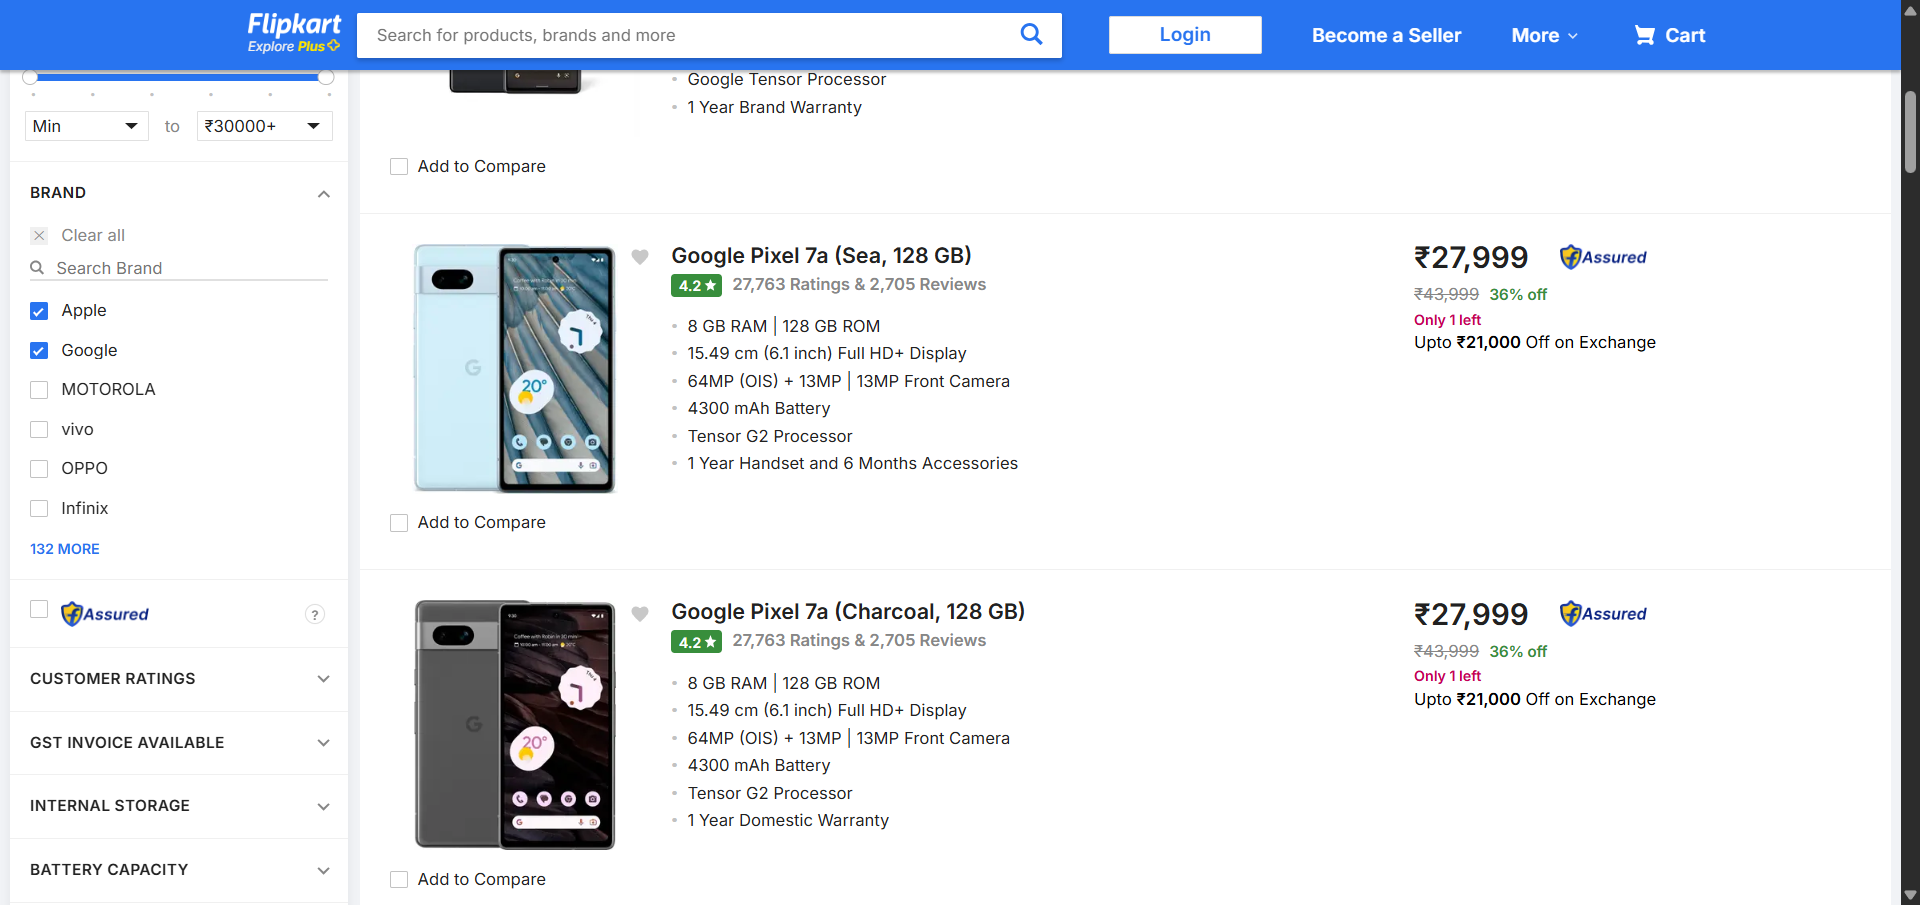 Flipkart
Explore Plus
Search for products, brands and more
Login
Become a Seller
More
Cart
Min
to
₹30000+
BRAND
Clear all
Search Brand
Apple
Google
MOTOROLA
vivo
OPPO
Infinix
132 MORE
Assured
?
CUSTOMER RATINGS
GST INVOICE AVAILABLE
INTERNAL STORAGE
BATTERY CAPACITY
Google Tensor Processor
1 Year Brand Warranty
Add to Compare
Google Pixel 7a (Sea, 128 GB)
4.2★ 27,763 Ratings & 2,705 Reviews
8 GB RAM | 128 GB ROM
15.49 cm (6.1 inch) Full HD+ Display
64MP (OIS) + 13MP | 13MP Front Camera
4300 mAh Battery
Tensor G2 Processor
1 Year Handset and 6 Months Accessories
₹27,999 Assured
₹43,999 36% off
Only 1 left
Upto ₹21,000 Off on Exchange
20°
Add to Compare
Google Pixel 7a (Charcoal, 128 GB)
4.2★ 27,763 Ratings & 2,705 Reviews
8 GB RAM | 128 GB ROM
15.49 cm (6.1 inch) Full HD+ Display
64MP (OIS) + 13MP | 13MP Front Camera
4300 mAh Battery
Tensor G2 Processor
1 Year Domestic Warranty
₹27,999 Assured
₹43,999 36% off
Only 1 left
Upto ₹21,000 Off on Exchange
20°
Add to Compare